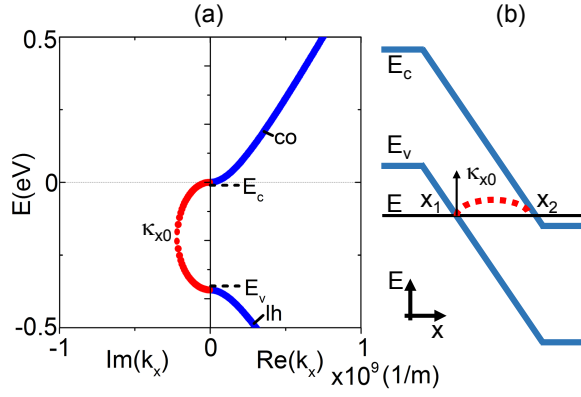 (a)
(b)
0.5
0
-0.5
E(eV)
co
E_c
κ_x0
E_v
lh
-1
0
1
Im(k_x)
Re(k_x)
x10^9 (1/m)
E_c
E_v
κ_x0
E
x_1
x_2
E
x